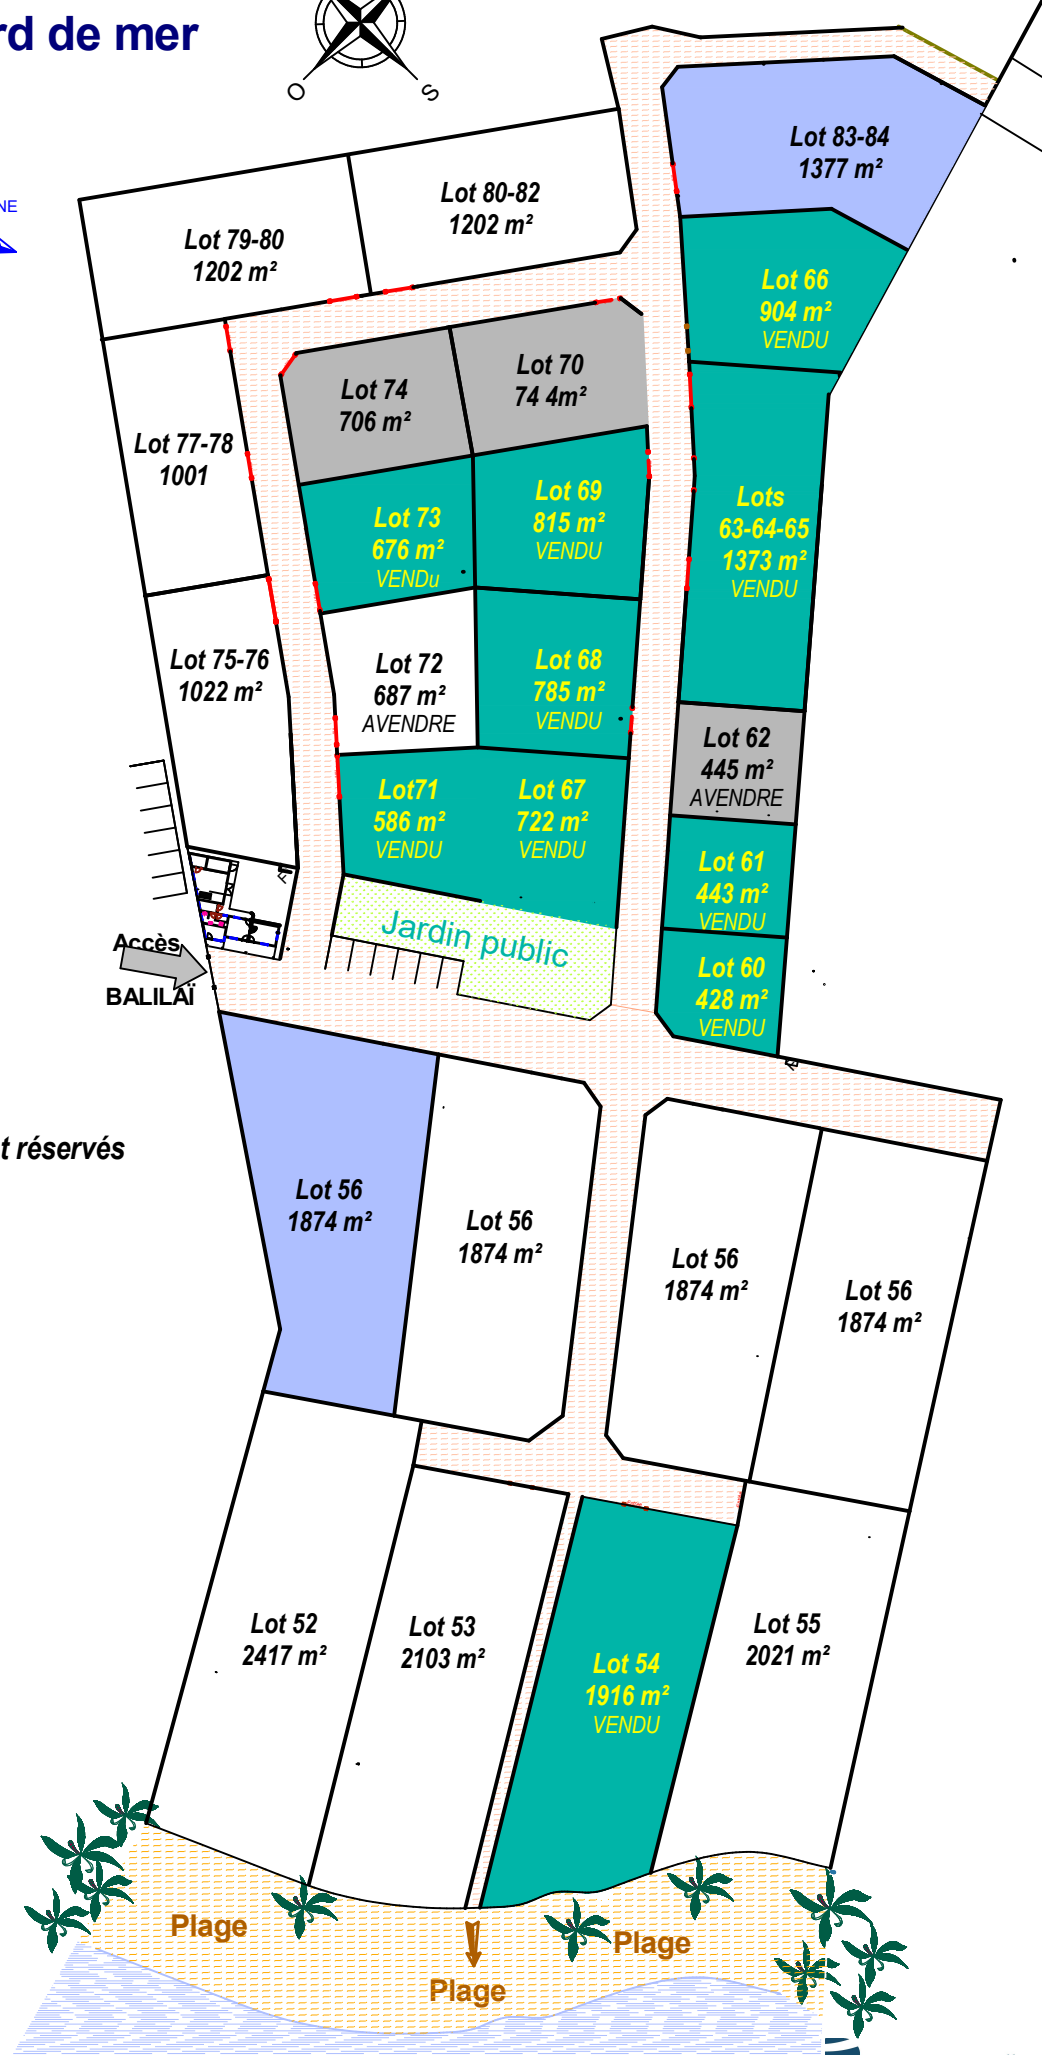 rd de mer
O
S
NE
Lot 83-84
1377 m²
Lot 80-82
1202 m²
Lot 79-80
1202 m²
Lot 66
904 m²
VENDU
Lot 70
74 4m²
Lot 74
706 m²
Lot 77-78
1001
Lot 69
815 m²
VENDU
Lots
63-64-65
1373 m²
VENDU
Lot 73
676 m²
VENDu
Lot 75-76
1022 m²
Lot 72
687 m²
AVENDRE
Lot 68
785 m²
VENDU
Lot 62
445 m²
AVENDRE
Lot71
586 m²
VENDU
Lot 67
722 m²
VENDU
Lot 61
443 m²
VENDU
Jardin public
Accès
BALILAÏ
Lot 60
428 m²
VENDU
t réservés
Lot 56
1874 m²
Lot 56
1874 m²
Lot 56
1874 m²
Lot 56
1874 m²
Lot 52
2417 m²
Lot 53
2103 m²
Lot 54
1916 m²
VENDU
Lot 55
2021 m²
Plage
Plage
Plage